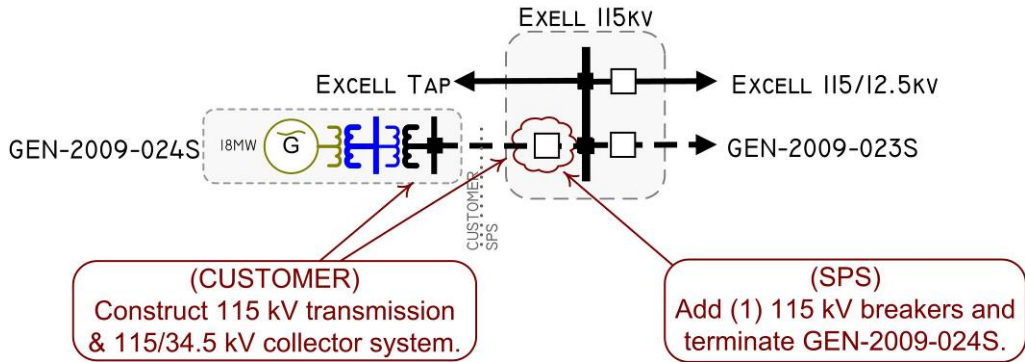 EXELL 115KV
EXCELL TAP
EXCELL 115/12.5KV
GEN-2009-024S
18MW
G
GEN-2009-023S
CUSTOMER
SPS
(CUSTOMER)
Construct 115 kV transmission
& 115/34.5 kV collector system.
(SPS)
Add (1) 115 kV breakers and
terminate GEN-2009-024S.